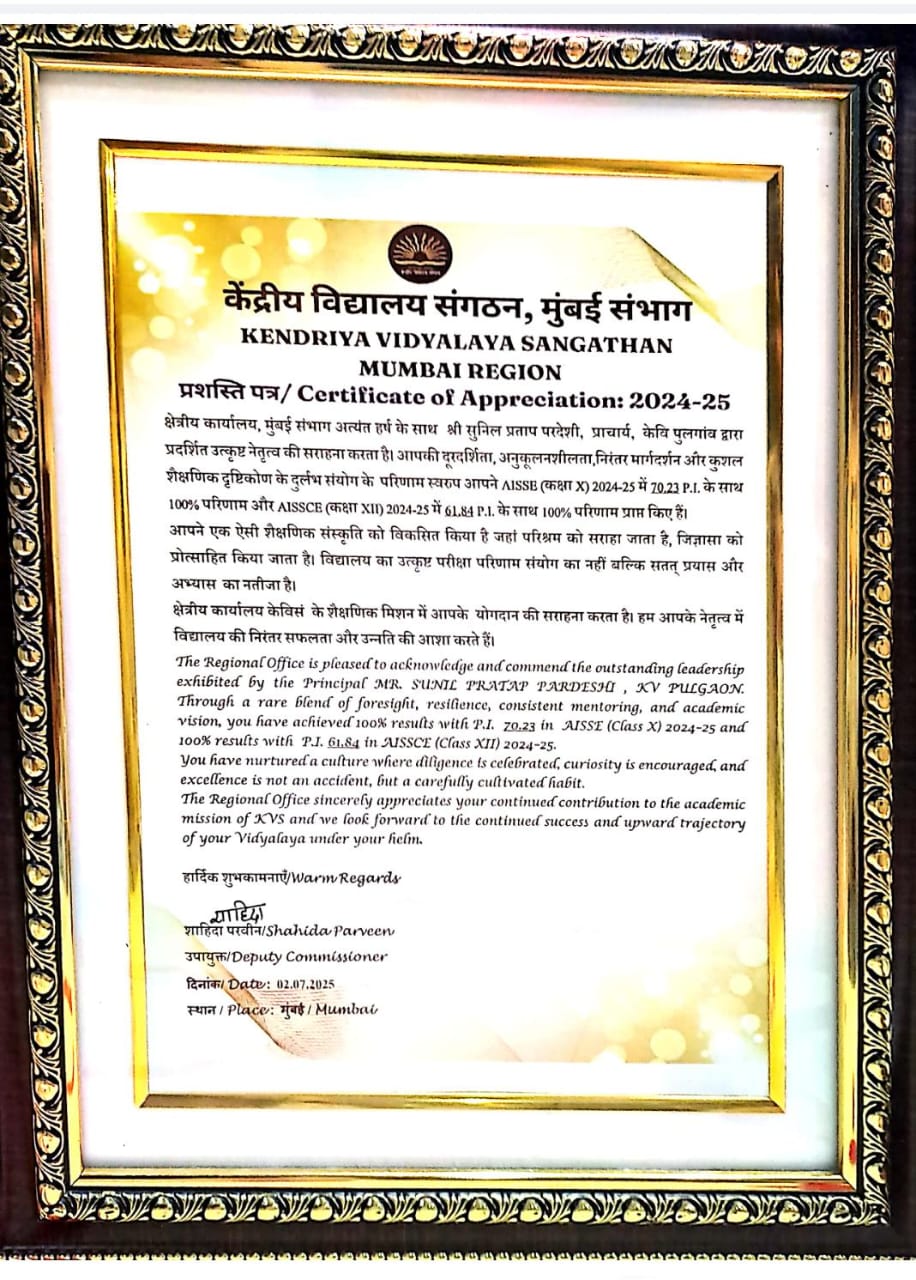 केंद्रीय विद्यालय संगठन, मुंबई संभाग
KENDRIYA VIDYALAYA SANGATHAN
MUMBAI REGION
प्रशस्ति पत्र/ Certificate of Appreciation: 2024-25
क्षेत्रीय कार्यालय, मुंबई संभाग अत्यंत हर्ष के साथ श्री सुनिल प्रताप परदेशी, प्राचार्य, केवि पुलगांव द्वारा
प्रदर्शित उत्कृष्ट नेतृत्व की सराहना करता है। आपकी दूरदर्शिता, अनुकूलनशीलता,निरंतर मार्गदर्शन और कुशल
शैक्षणिक दृष्टिकोण के दुर्लभ संयोग के परिणाम स्वरुप आपने AISSE (कक्षा X) 2024-25 में 70.23 P.I. के साथ
100% परिणाम और AISSCE (कक्षा XII) 2024-25 में 61.84 P.I. के साथ 100% परिणाम प्राप्त किए हैं।
आपने एक ऐसी शैक्षणिक संस्कृति को विकसित किया है जहां परिश्रम को सराहा जाता है, जिज्ञासा को
प्रोत्साहित किया जाता है। विद्यालय का उत्कृष्ट परीक्षा परिणाम संयोग का नहीं बल्कि सतत् प्रयास और
अभ्यास का नतीजा है।
क्षेत्रीय कार्यालय केविसं के शैक्षणिक मिशन में आपके योगदान की सराहना करता है। हम आपके नेतृत्व में
विद्यालय की निरंतर सफलता और उन्नति की आशा करते हैं।
The Regional Office is pleased to acknowledge and commend the outstanding leadership
exhibited by the Principal MR. SUNIL PRATAP PARDESHI , KV PULGAON.
Through a rare blend of foresight, resilience, consistent mentoring, and academic
vision, you have achieved 100% results with P.I. 70.23 in AISSE (Class X) 2024-25 and
100% results with P.I. 61.84 in AISSCE (Class XII) 2024-25.
You have nurtured a culture where diligence is celebrated, curiosity is encouraged, and
excellence is not an accident, but a carefully cultivated habit.
The Regional Office sincerely appreciates your continued contribution to the academic
mission of KVS and we look forward to the continued success and upward trajectory
of your Vidyalaya under your helm.
हार्दिक शुभकामनाएँ/Warm Regards
शाहिदा
शाहिदा परवीन/Shahida Parveen
उपायुक्त/Deputy Commissioner
दिनांक/ Date: 02.07.2025
स्थान / Place: मुंबई / Mumbai